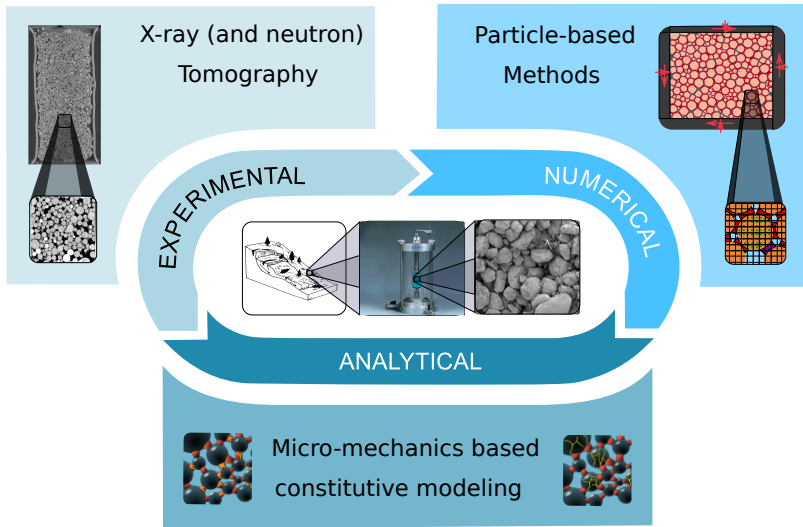 X-ray (and neutron)
Tomography
Particle-based
Methods
EXPERIMENTAL
NUMERICAL
ANALYTICAL
Micro-mechanics based
constitutive modeling